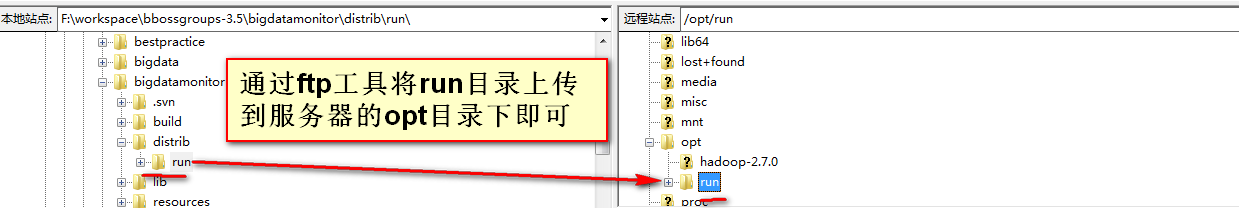 本地站点: F:\workspace\bbossgroups-3.5\bigdatamonitor\distrib\run\
bestpractice
bigdata
bigdatamonitor
.svn
build
distrib
run
lib
resources
通过ftp工具将run目录上传
到服务器的opt目录下即可
远程站点: /opt/run
lib64
lost+found
media
misc
mnt
opt
hadoop-2.7.0
run
proc